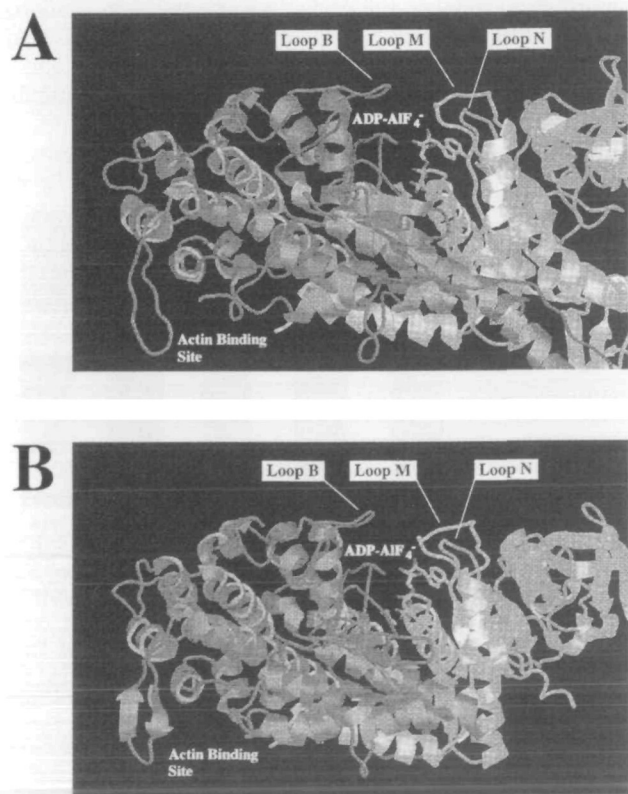 A
Loop B
Loop M
Loop N
ADP-AlF4-
Actin Binding
Site
B
Loop B
Loop M
Loop N
ADP-AlF4-
Actin Binding
Site